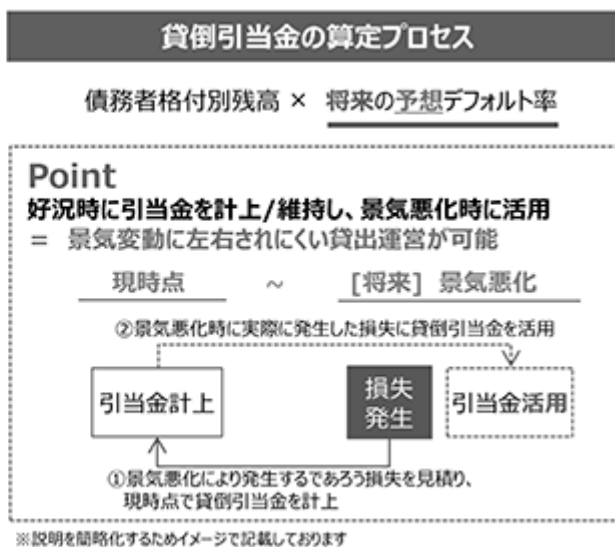 貸倒引当金の算定プロセス
債務者格付別残高 × 将来の予想デフォルト率
Point
好況時に引当金を計上/維持し、景気悪化時に活用
= 景気変動に左右されにくい貸出運営が可能
現時点 ~ [将来] 景気悪化
②景気悪化時に実際に発生した損失に貸倒引当金を活用
引当金計上
損失
発生
引当金活用
①景気悪化により発生するであろう損失を見積り、
現時点で貸倒引当金を計上
※説明を簡略化するためイメージで記載しております